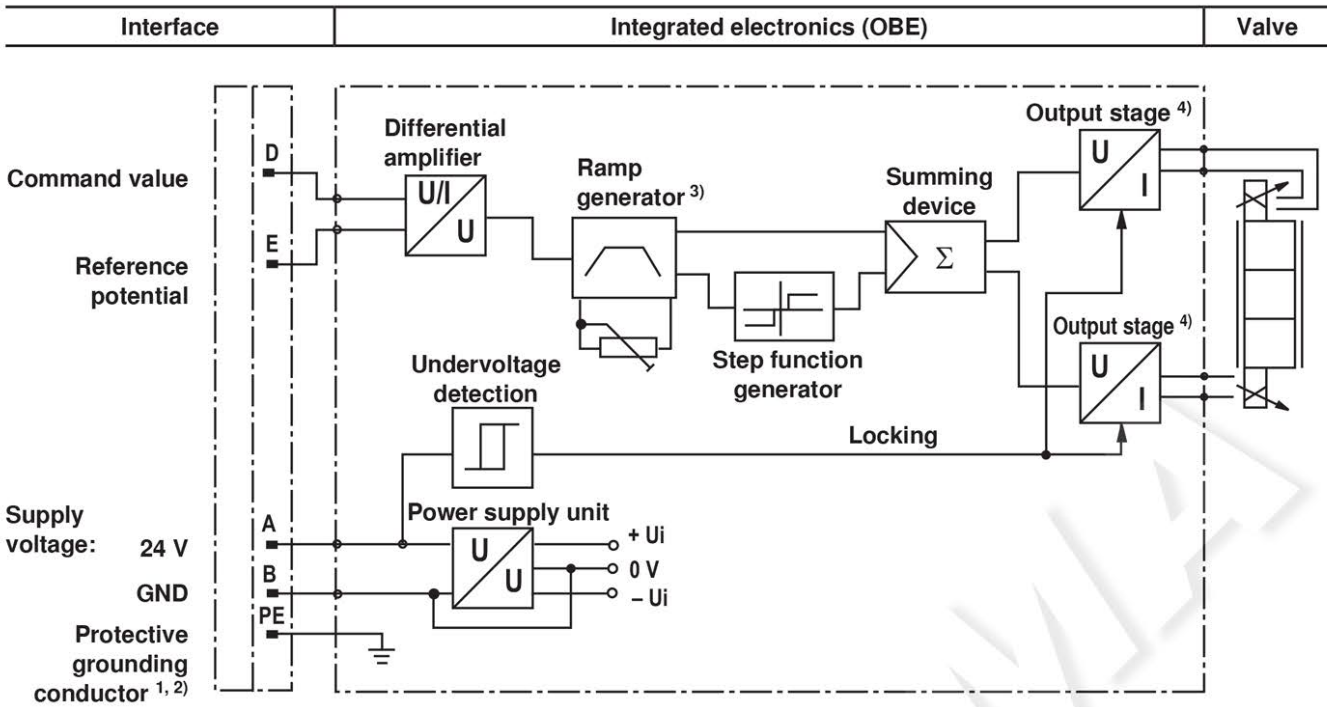 Interface
Integrated electronics (OBE)
Valve
Command value
D
Reference
potential
E
Differential
amplifier
U/I
U
Ramp
generator 3)
Step function
generator
Summing
device
Σ
Output stage 4)
U
I
Output stage 4)
U
I
Undervoltage
detection
Locking
Supply
voltage:
24 V
A
GND
B
PE
Protective
grounding
conductor 1, 2)
Power supply unit
U
U
+ Ui
0 V
– Ui